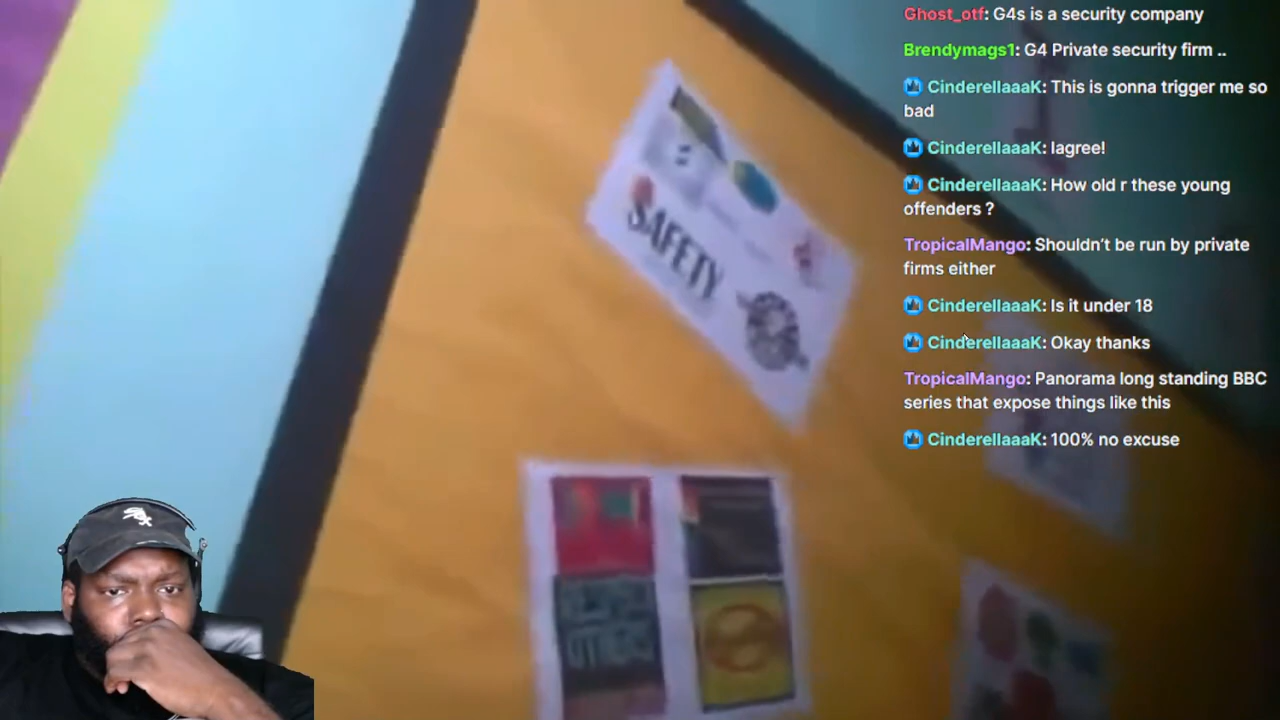 Ghost_otf: G4s is a security company
Brendymags1: G4 Private security firm ..
CinderellaaaK: This is gonna trigger me so
bad
CinderellaaaK: Iagree!
CinderellaaaK: How old r these young
offenders ?
TropicalMango: Shouldn't be run by private
firms either
CinderellaaaK: Is it under 18
CinderellaaaK: Okay thanks
TropicalMango: Panorama long standing BBC
series that expose things like this
CinderellaaaK: 100% no excuse
SAFETY
OTHERS
SOX